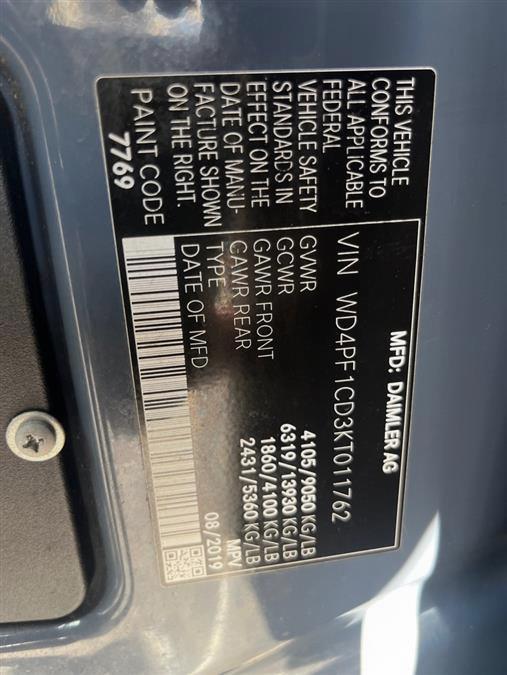 MFD: DAIMLER AG
VIN WD4PF1CD3KT011762
GVWR 4105/9050 KG/LB
GCWR 6319/13930 KG/LB
GAWR FRONT 1860/4100 KG/LB
GAWR REAR 2431/5360 KG/LB
TYPE MPV
DATE OF MFD 08/2019
THIS VEHICLE
CONFORMS TO
ALL APPLICABLE
FEDERAL
VEHICLE SAFETY
STANDARDS IN
EFFECT ON THE
DATE OF MANU-
FACTURE SHOWN
ON THE RIGHT.
PAINT CODE
7769